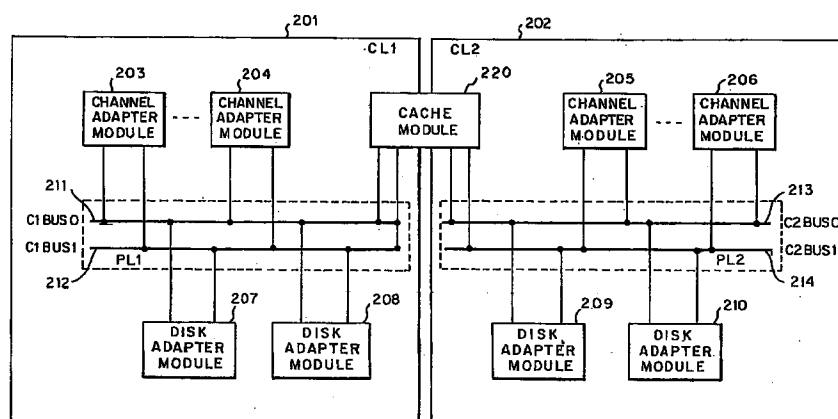 201
202
CL1
CL2
203
204
220
205
206
CHANNEL
ADAPTER
MODULE
CHANNEL
ADAPTER
MODULE
CACHE
MODULE
CHANNEL
ADAPTER
MODULE
CHANNEL
ADAPTER
MODULE
211
C1BUS0
C1BUS1
212
PL1
213
C2BUS0
C2BUS1
PL2
214
207
208
209
210
DISK
ADAPTER
MODULE
DISK
ADAPTER
MODULE
DISK
ADAPTER
MODULE
DISK
ADAPTER
MODULE